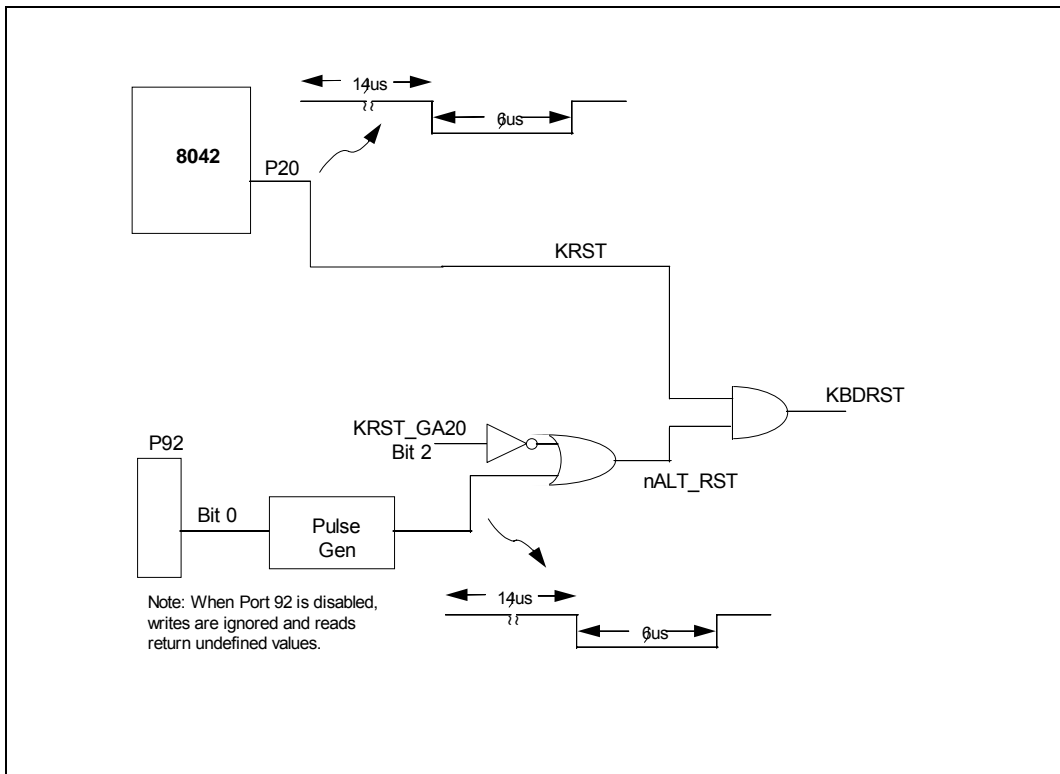 14us
6us
8042
P20
KRST
KBDRST
KRST_GA20
Bit 2
nALT_RST
P92
Bit 0
Pulse
Gen
14us
6us
Note: When Port 92 is disabled,
writes are ignored and reads
return undefined values.